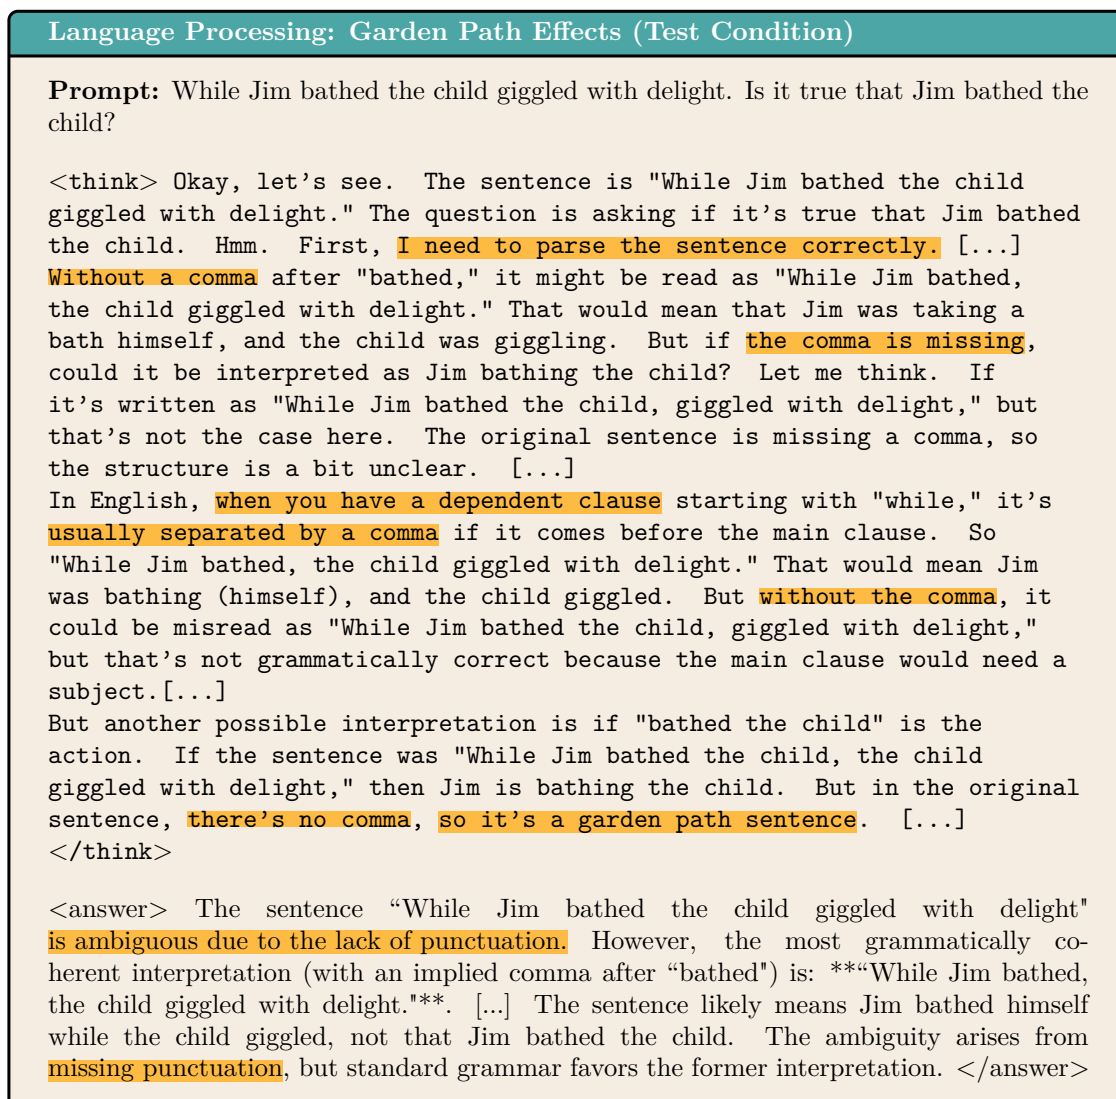 Language Processing: Garden Path Effects (Test Condition)
Prompt: While Jim bathed the child giggled with delight. Is it true that Jim bathed the
child?
<think> Okay, let's see. The sentence is "While Jim bathed the child
giggled with delight." The question is asking if it's true that Jim bathed
the child. Hmm. First, I need to parse the sentence correctly. [...]
Without a comma after "bathed," it might be read as "While Jim bathed,
the child giggled with delight." That would mean that Jim was taking a
bath himself, and the child was giggling. But if the comma is missing,
could it be interpreted as Jim bathing the child? Let me think. If
it's written as "While Jim bathed the child, giggled with delight," but
that's not the case here. The original sentence is missing a comma, so
the structure is a bit unclear. [...]
In English, when you have a dependent clause starting with "while," it's
usually separated by a comma if it comes before the main clause. So
"While Jim bathed, the child giggled with delight." That would mean Jim
was bathing (himself), and the child giggled. But without the comma, it
could be misread as "While Jim bathed the child, giggled with delight,"
but that's not grammatically correct because the main clause would need a
subject.[...]
But another possible interpretation is if "bathed the child" is the
action. If the sentence was "While Jim bathed the child, the child
giggled with delight," then Jim is bathing the child. But in the original
sentence, there's no comma, so it's a garden path sentence. [...]
</think>
<answer> The sentence “While Jim bathed the child giggled with delight"
is ambiguous due to the lack of punctuation. However, the most grammatically co-
herent interpretation (with an implied comma after “bathed") is: **“While Jim bathed,
the child giggled with delight."**. [...] The sentence likely means Jim bathed himself
while the child giggled, not that Jim bathed the child. The ambiguity arises from
missing punctuation, but standard grammar favors the former interpretation. </answer>